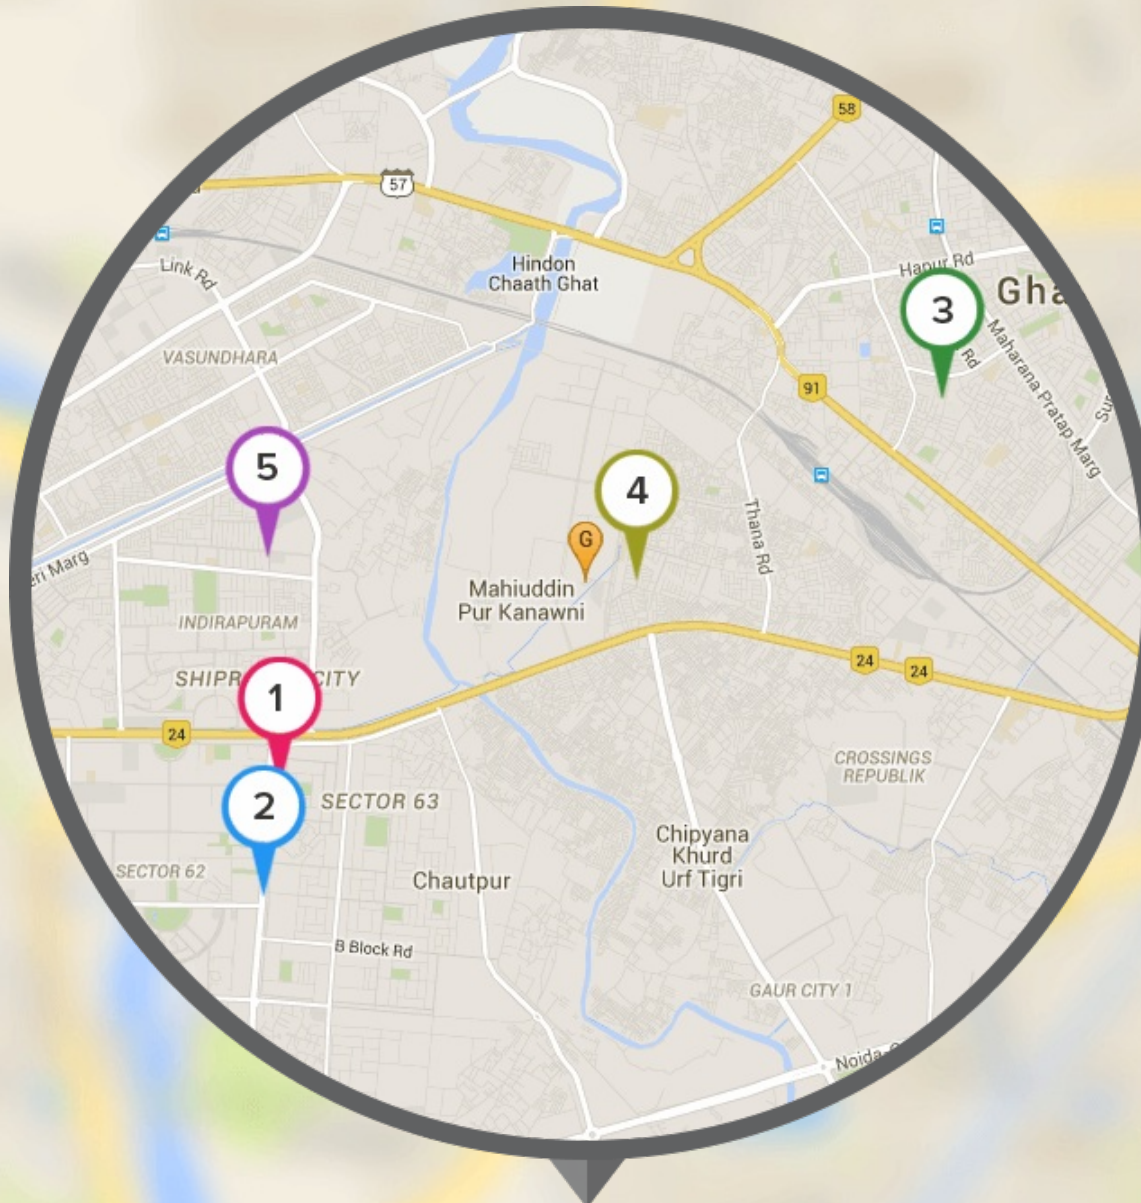 58
57
Hindon
Chaath Ghat
Link Rd
Hapur Rd
3
Gha
Rd
Maharana Pratap Marg
VASUNDHARA
91
5
4
G
Thana Rd
eri Marg
Mahiuddin
Pur Kanawni
INDIRAPURAM
24
24
SHIPR
CITY
1
24
CROSSINGS
REPUBLIK
2
SECTOR 63
Chipyana
Khurd
Urf Tigri
SECTOR 62
Chautpur
B Block Rd
GAUR CITY 1
Noida-